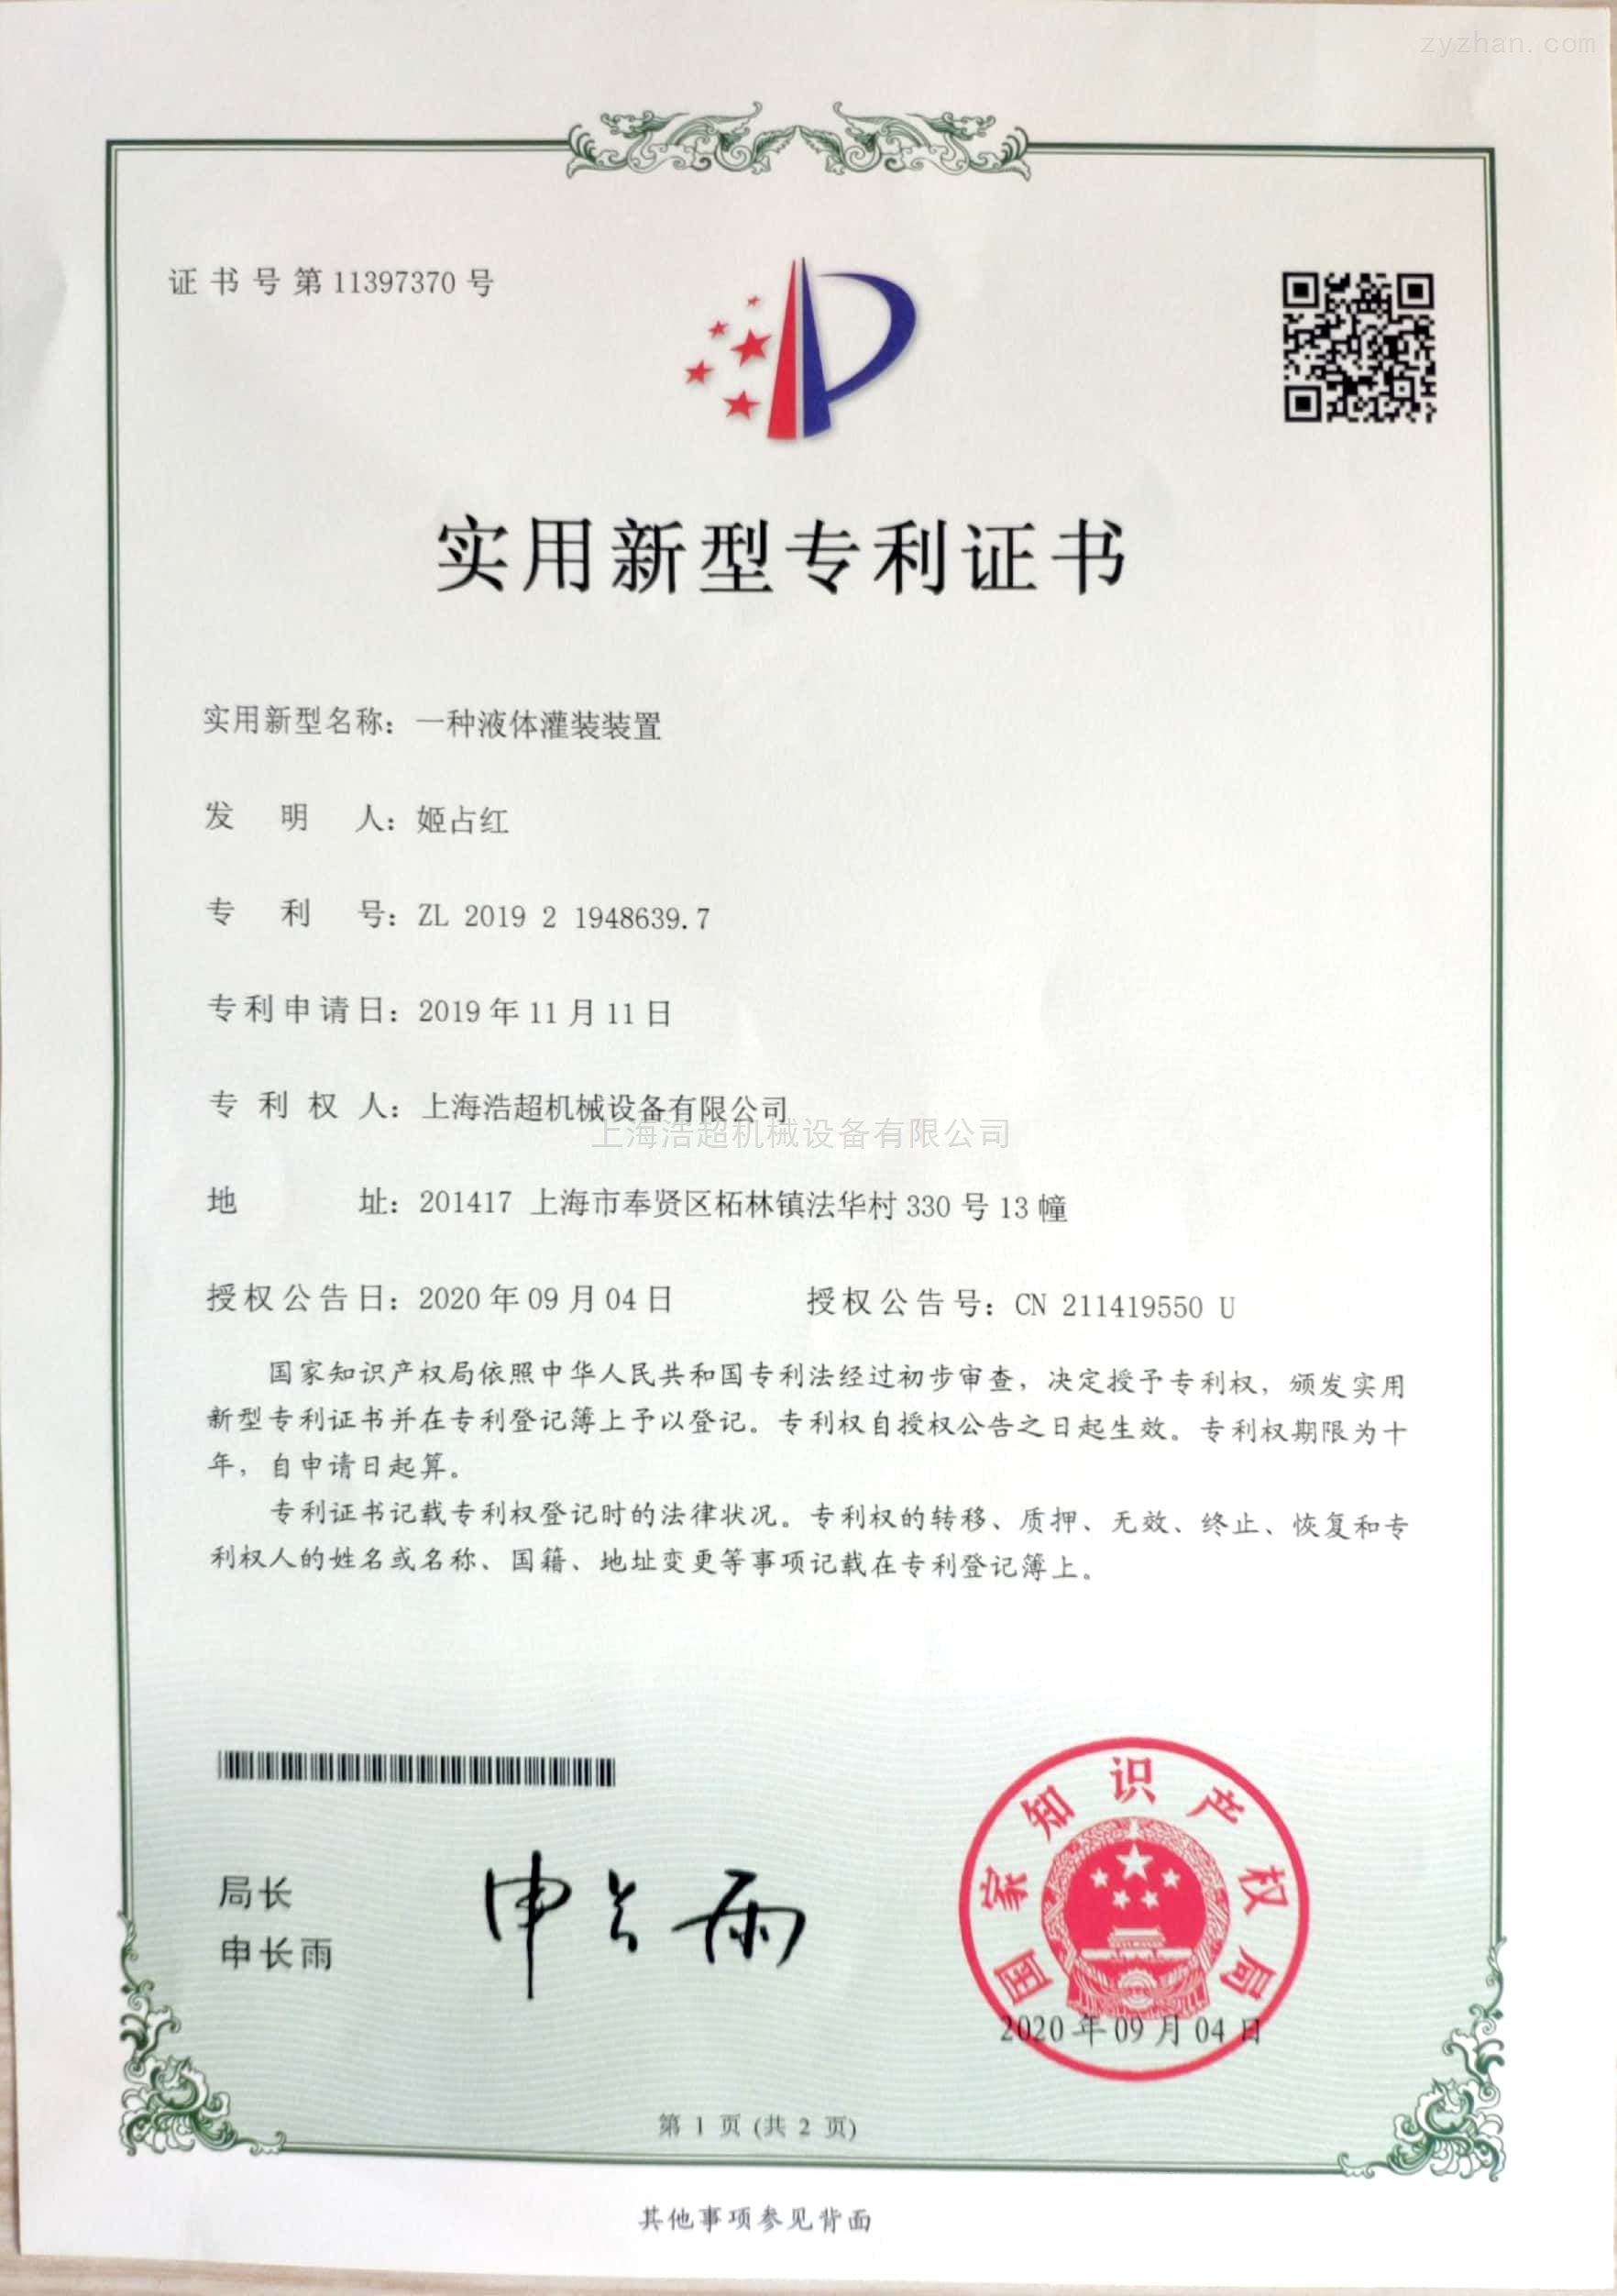 zyzhan.com
证书号第11397370号
实用新型专利证书
实用新型名称：一种液体灌装装置
发明人：姬占红
专利号：ZL 2019 2 1948639.7
专利申请日：2019年11月11日
专利权人：上海浩超机械设备有限公司
上海浩超机械设备有限公司
地址：201417 上海市奉贤区柘林镇法华村330号13幢
授权公告日：2020年09月04日 授权公告号：CN 211419550 U
国家知识产权局依照中华人民共和国专利法经过初步审查，决定授予专利权，颁发实用
新型专利证书并在专利登记簿上予以登记。专利权自授权公告之日起生效。专利权期限为十
年，自申请日起算。
专利证书记载专利权登记时的法律状况。专利权的转移、质押、无效、终止、恢复和专
利权人的姓名或名称、国籍、地址变更等事项记载在专利登记簿上。
局长
申长雨
申长雨
国家知识产权局
2020年09月04日
第 1 页 (共 2 页)
其他事项参见背面